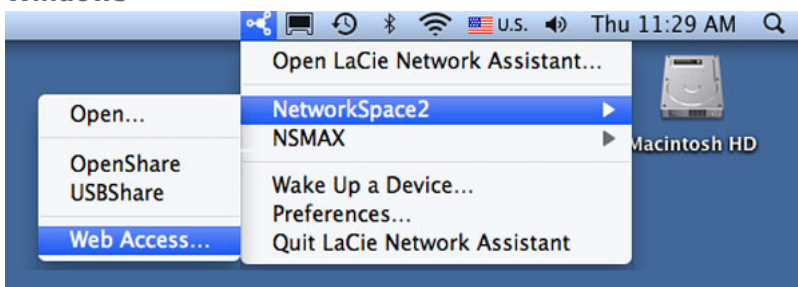 U.S. Thu 11:29 AM
Open LaCie Network Assistant...
NetworkSpace2
NSMAX
Wake Up a Device...
Preferences...
Quit LaCie Network Assistant
Open...
OpenShare
USBShare
Web Access...
Macintosh HD